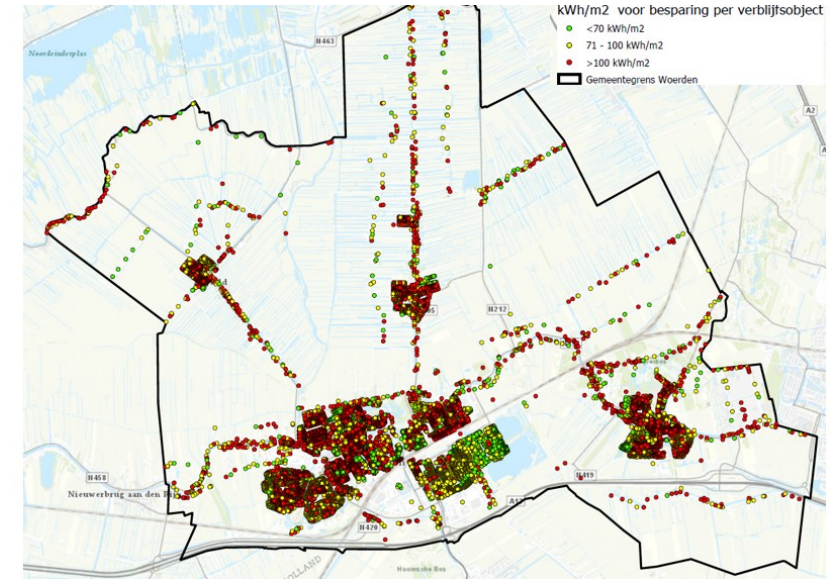 kWh/m2 voor besparing per verblijfsobject
<70 kWh/m2
71 - 100 kWh/m2
>100 kWh/m2
Gemeentegrens Woerden
N463
Noordeinderplas
A2
N212
N458
Nieuwerbrug aan den
N419
A12
N420
HOLLAND